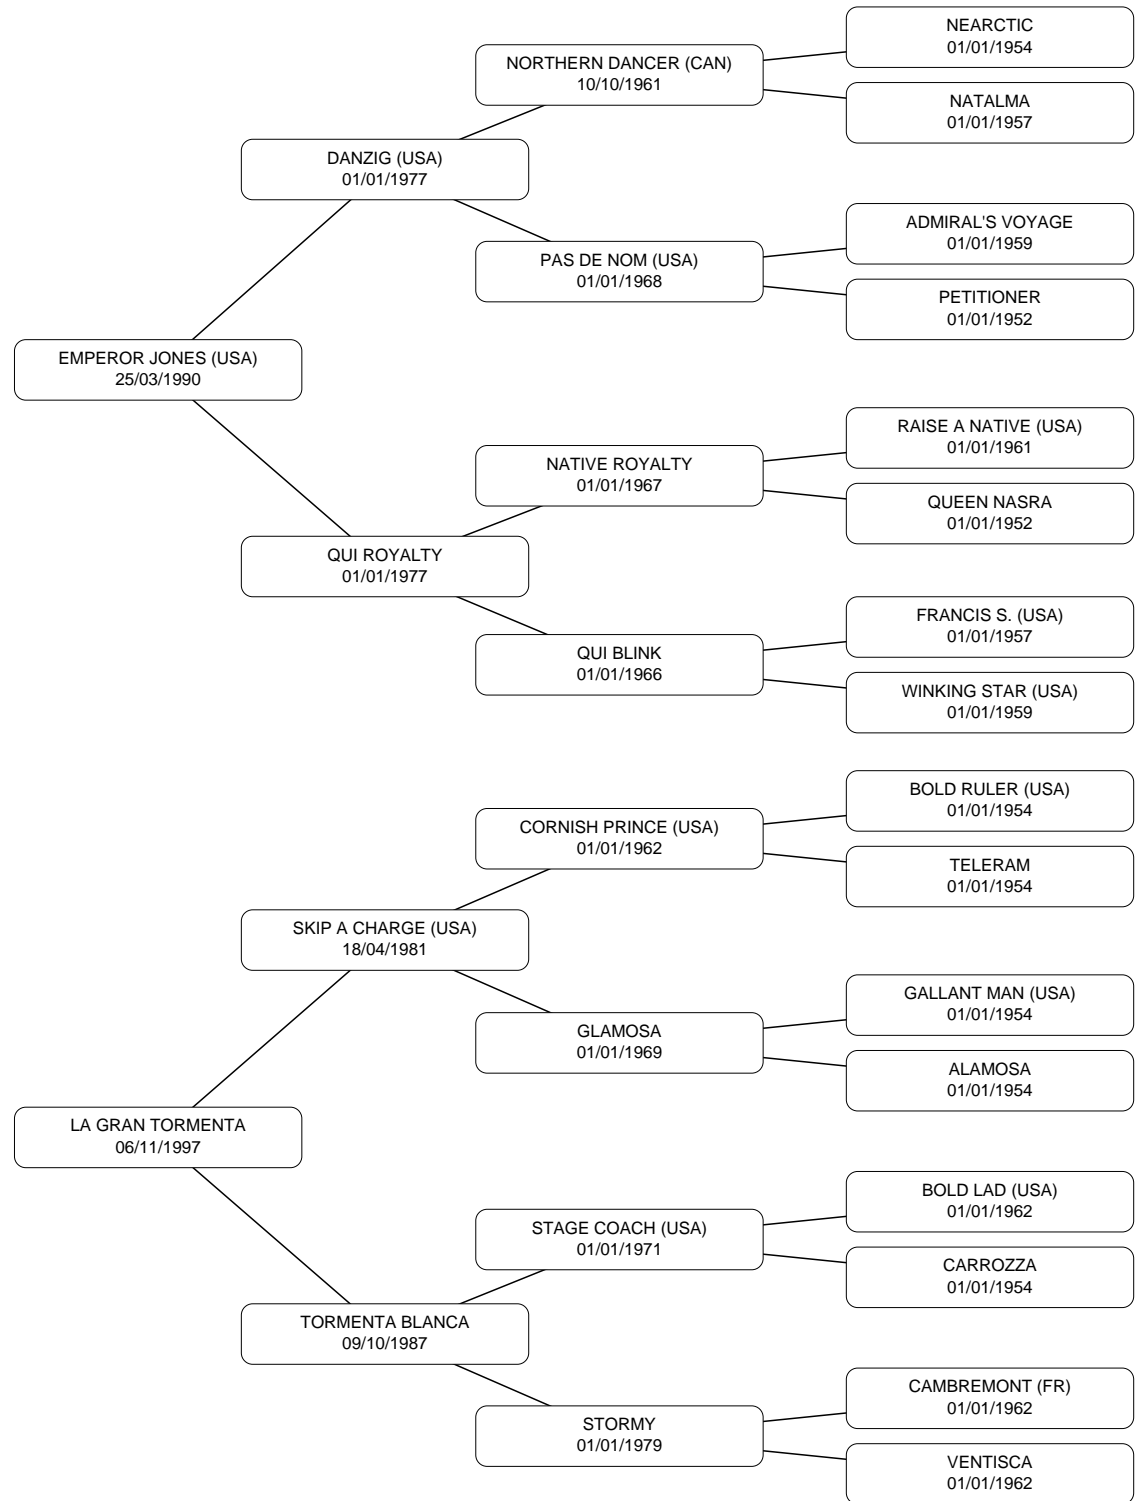 NEARCTIC
01/01/1954
NORTHERN DANCER (CAN)
10/10/1961
NATALMA
01/01/1957
DANZIG (USA)
01/01/1977
ADMIRAL'S VOYAGE
01/01/1959
PAS DE NOM (USA)
01/01/1968
PETITIONER
01/01/1952
EMPEROR JONES (USA)
25/03/1990
RAISE A NATIVE (USA)
01/01/1961
NATIVE ROYALTY
01/01/1967
QUEEN NASRA
01/01/1952
QUI ROYALTY
01/01/1977
FRANCIS S. (USA)
01/01/1957
QUI BLINK
01/01/1966
WINKING STAR (USA)
01/01/1959
BOLD RULER (USA)
01/01/1954
CORNISH PRINCE (USA)
01/01/1962
TELERAM
01/01/1954
SKIP A CHARGE (USA)
18/04/1981
GALLANT MAN (USA)
01/01/1954
GLAMOSA
01/01/1969
ALAMOSA
01/01/1954
LA GRAN TORMENTA
06/11/1997
BOLD LAD (USA)
01/01/1962
STAGE COACH (USA)
01/01/1971
CARROZZA
01/01/1954
TORMENTA BLANCA
09/10/1987
CAMBREMONT (FR)
01/01/1962
STORMY
01/01/1979
VENTISCA
01/01/1962